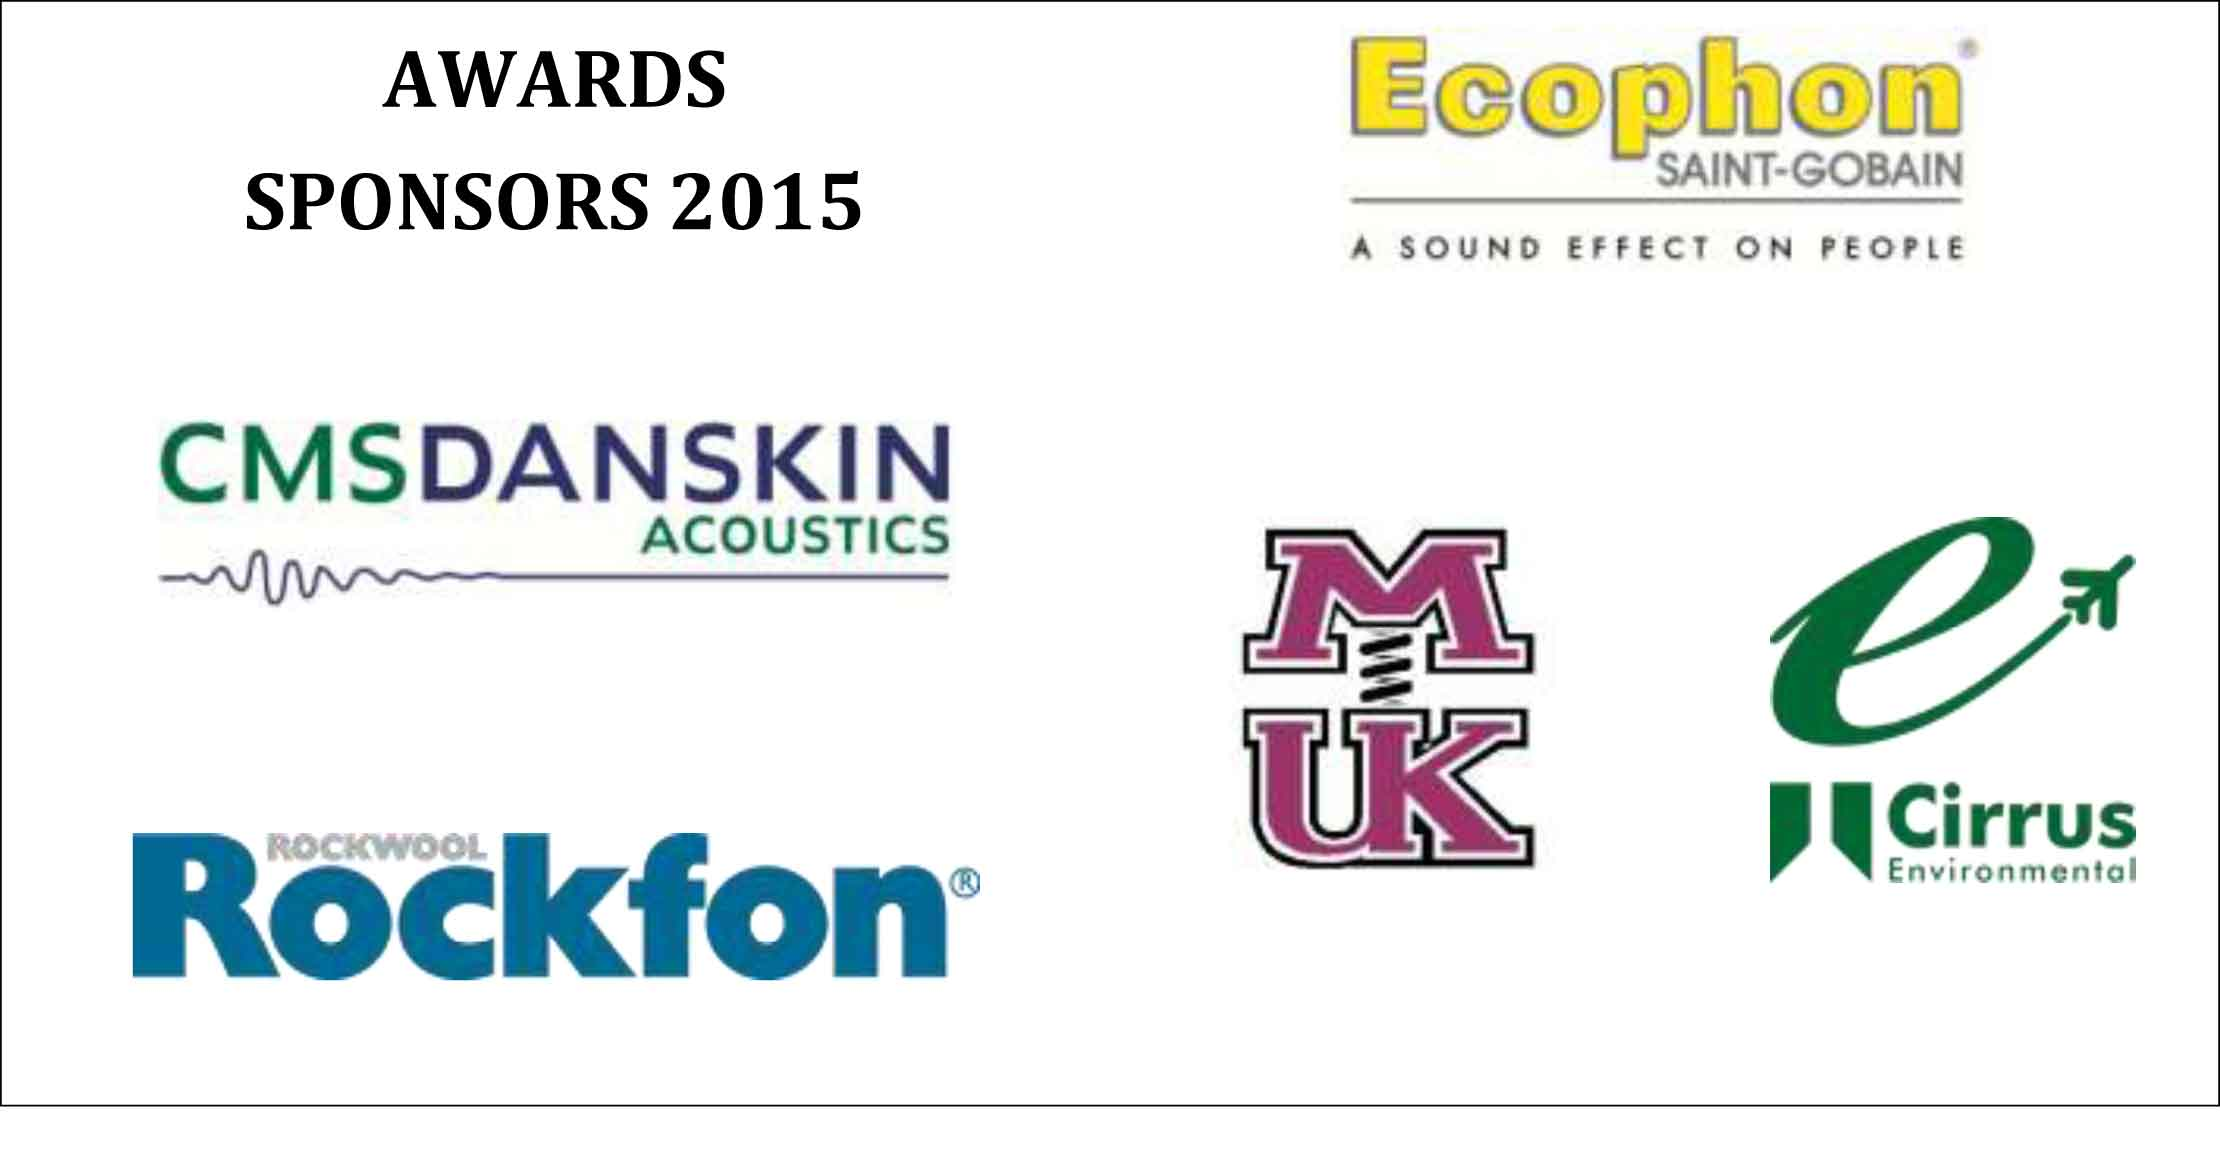 AWARDS
SPONSORS 2015
Ecophon®
SAINT-GOBAIN
A SOUND EFFECT ON PEOPLE
CMSDANSKIN
ACOUSTICS
M
UK
e
Cirrus
Environmental
ROCKWOOL
Rockfon®